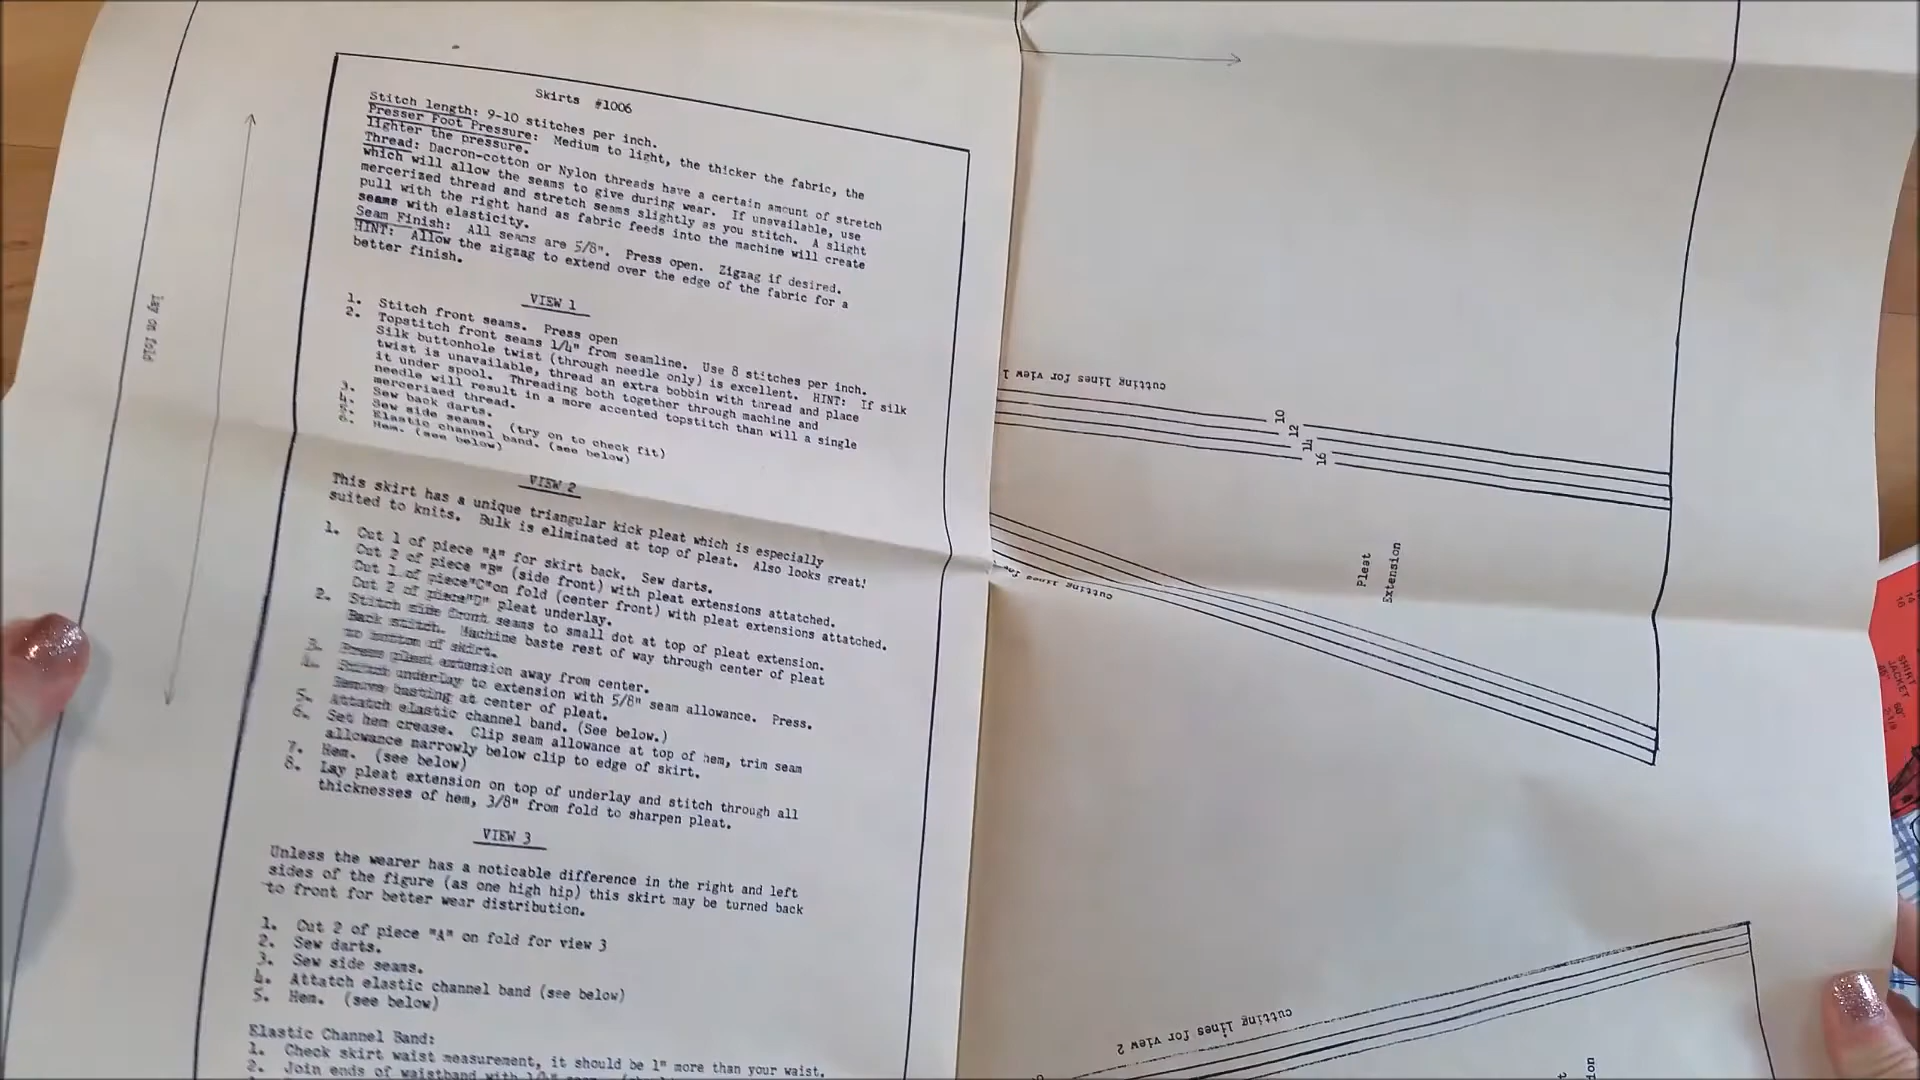 Skirts #1006
Stitch length: 9-10 stitches per inch.
Presser Foot Pressure: Medium to light, the thicker the fabric, the
lighter the pressure.
Thread: Dacron-cotton or Nylon threads have a certain amount of stretch
which will allow the seams to give during wear. If unavailable, use
mercerized thread and stretch seams slightly as you stitch. A slight
pull with the right hand as fabric feeds into the machine will create
seams with elasticity.
Seam Finish: All seams are 5/8". Press open. Zigzag if desired.
HINT: Allow the zigzag to extend over the edge of the fabric for a
better finish.
VIEW 1
1. Stitch front seams. Press open
2. Topstitch front seams 1/4" from seamline. Use 8 stitches per inch.
Silk buttonhole twist (through needle only) is excellent. HINT: If silk
twist is unavailable, thread an extra bobbin with thread and place
it under spool. Threading both together through machine and
needle will result in a more accented topstitch than will a single
mercerized thread.
3. Sew back darts.
4. Sew side seams. (try on to check fit)
5. Elastic channel band. (see below)
6. Hem. (see below)
VIEW 2
This skirt has a unique triangular kick pleat which is especially
suited to knits. Bulk is eliminated at top of pleat. Also looks great!
1. Cut 1 of piece "A" for skirt back. Sew darts.
Cut 2 of piece "B" (side front) with pleat extensions attatched.
Cut 1 of piece"C"on fold (center front) with pleat extensions attatched.
Cut 2 of piece"D" pleat underlay.
2. Stitch side front seams to small dot at top of pleat extension.
Back stitch. Machine baste rest of way through center of pleat
to bottom of skirt.
3. Press pleat extension away from center.
4. Stitch underlay to extension with 5/8" seam allowance. Press.
Remove basting at center of pleat.
5. Attatch elastic channel band. (See below.)
6. Set hem crease. Clip seam allowance at top of hem, trim seam
allowance narrowly below clip to edge of skirt.
7. Hem. (see below)
8. Lay pleat extension on top of underlay and stitch through all
thicknesses of hem, 3/8" from fold to sharpen pleat.
VIEW 3
Unless the wearer has a noticable difference in the right and left
sides of the figure (as one high hip) this skirt may be turned back
to front for better wear distribution.
1. Cut 2 of piece "A" on fold for view 3
2. Sew darts.
3. Sew side seams.
4. Attatch elastic channel band (see below)
5. Hem. (see below)
Elastic Channel Band:
1. Check skirt waist measurement, it should be 1" more than your waist.
2. Join ends of waistband with
lay on fold
cutting lines for view 1
10
12
14
16
Pleat
Extension
cutting lines
cutting lines for view 2
14
16
SHIRT
JACKET
60"